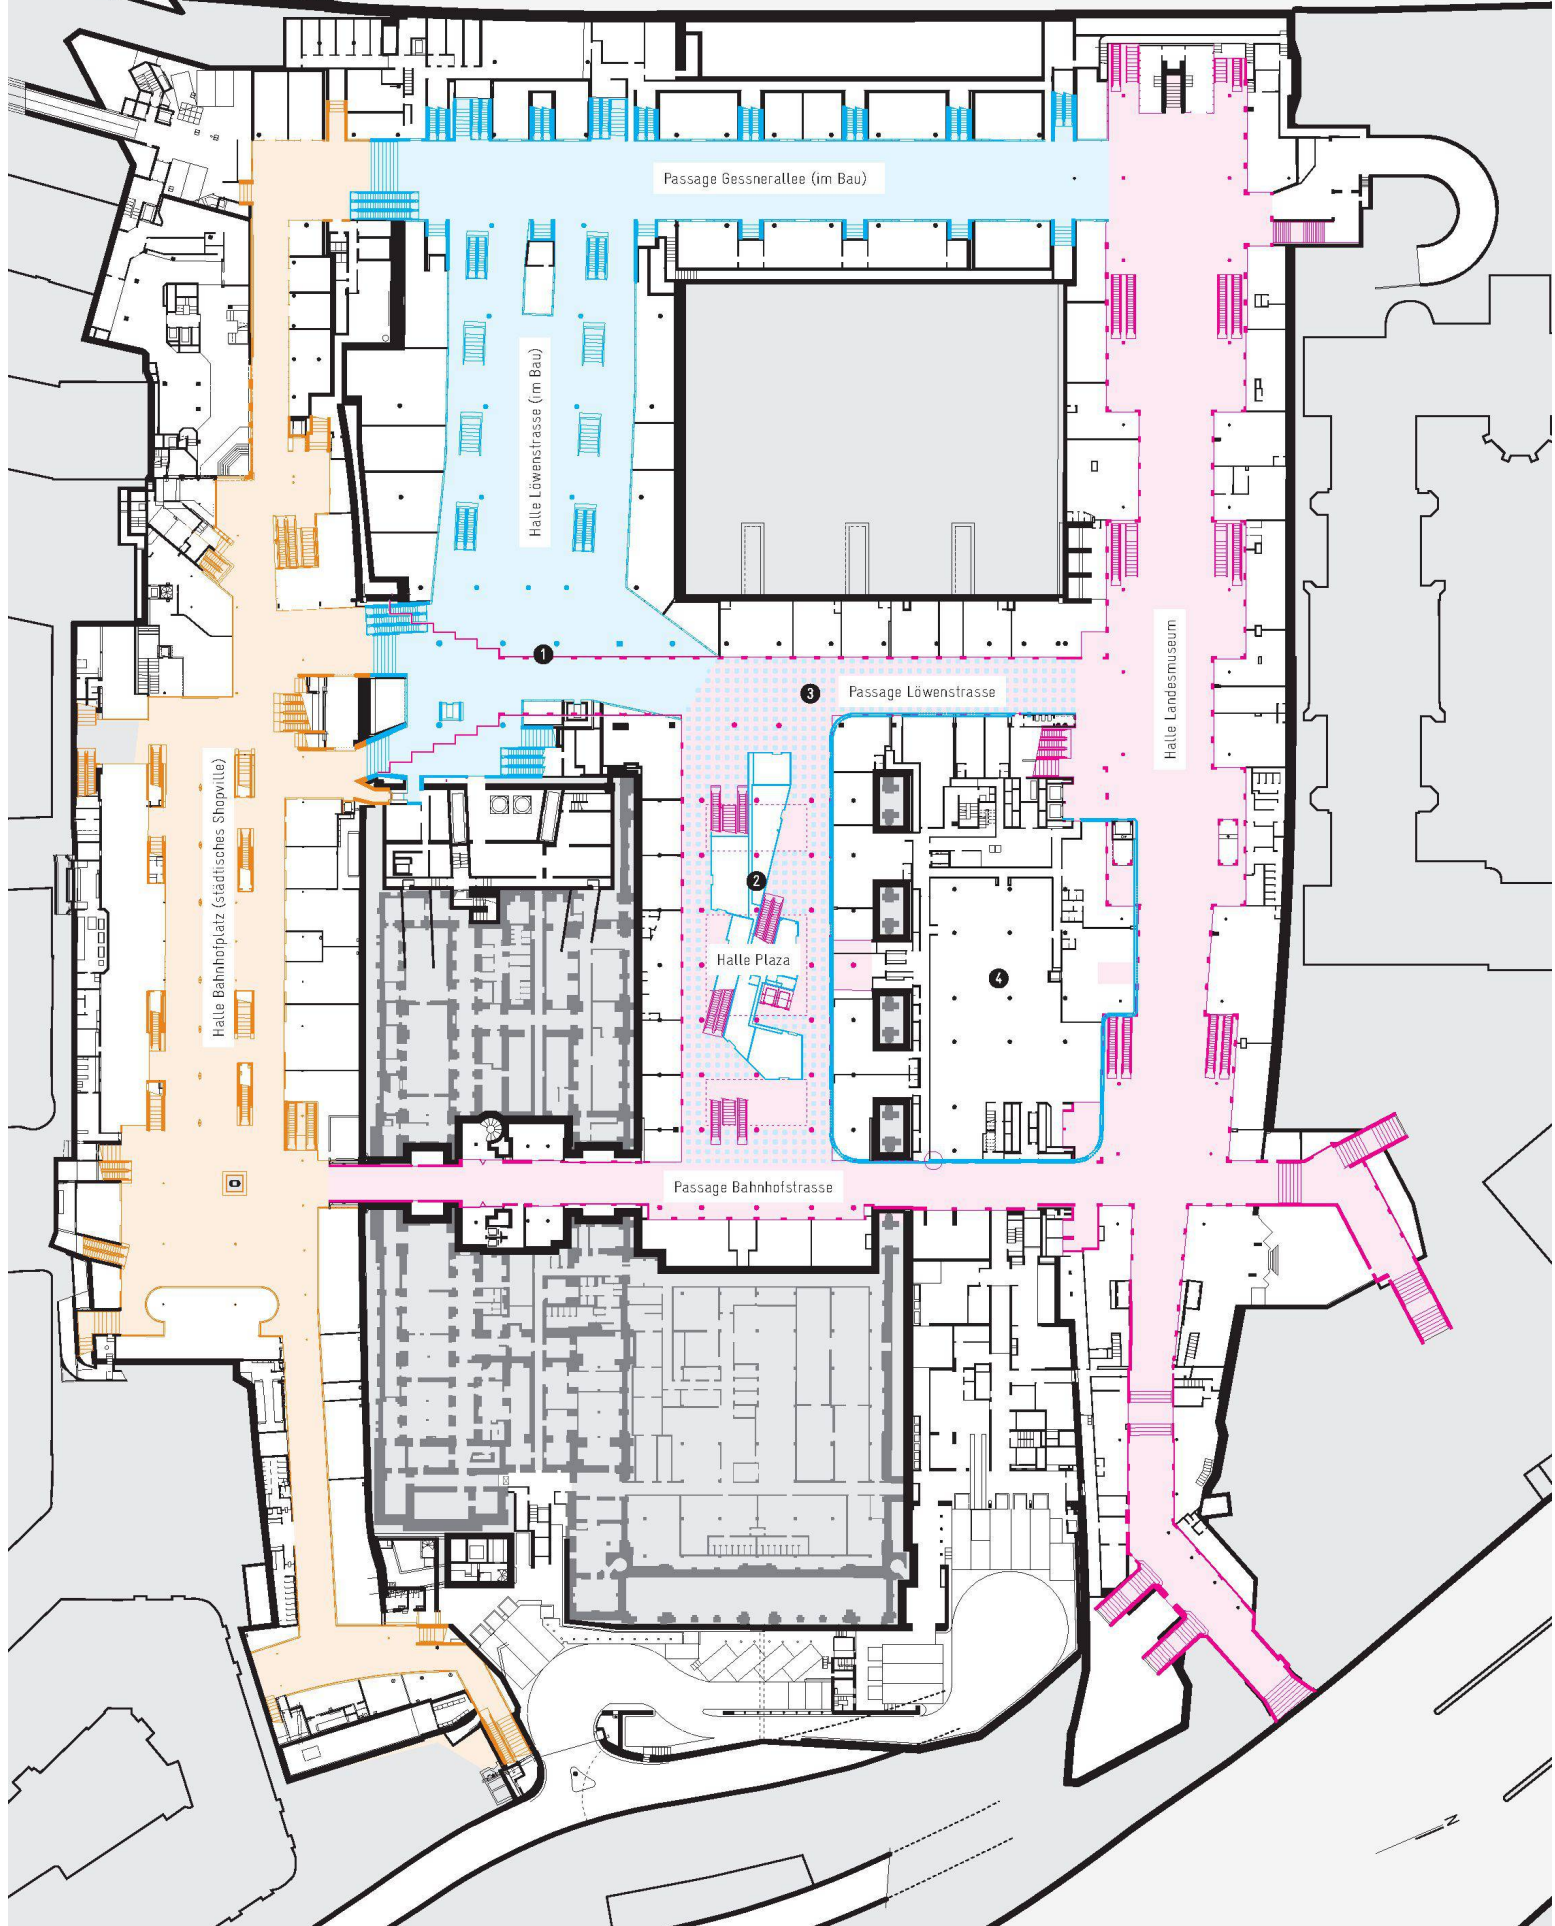 Passage Gessnerallee (im Bau)
Halle Löwenstrasse (im Bau)
1
3
Passage Löwenstrasse
Halle Landesmuseum
Halle Bahnhofplatz (städtisches Shopville)
2
Halle Plaza
4
Passage Bahnhofstrasse
N